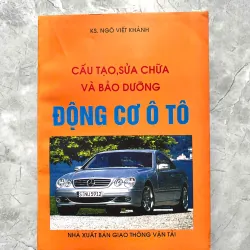 KS. NGÔ VIẾT KHÁNH
CẤU TẠO, SỬA CHỮA
VÀ BẢO DƯỠNG
ĐỘNG CƠ Ô TÔ
NHÀ XUẤT BẢN GIAO THÔNG VẬN TẢI